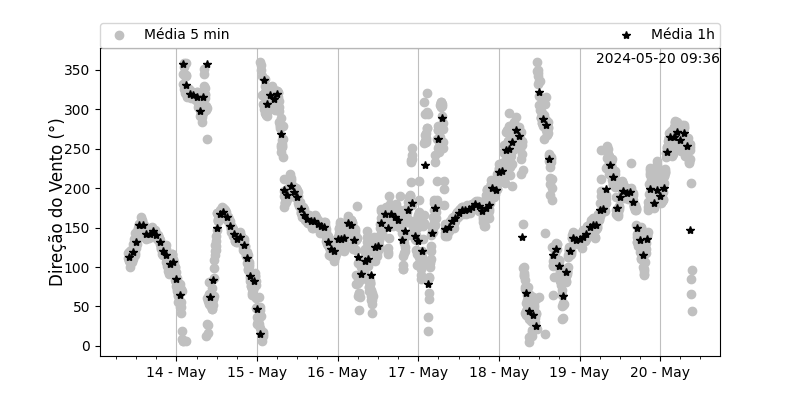 Média 5 min
Média 1h
2024-05-20 09:36
Direção do Vento (°)
350
300
250
200
150
100
50
0
14 - May
15 - May
16 - May
17 - May
18 - May
19 - May
20 - May